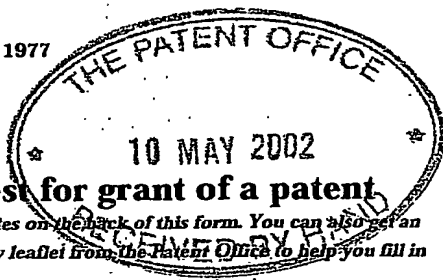 1977
THE PATENT OFFICE
10 MAY 2002
RECEIVED BY HAND
st for grant of a patent
tes on the back of this form. You can also get an
y leaflet from the Patent Office to help you fill in